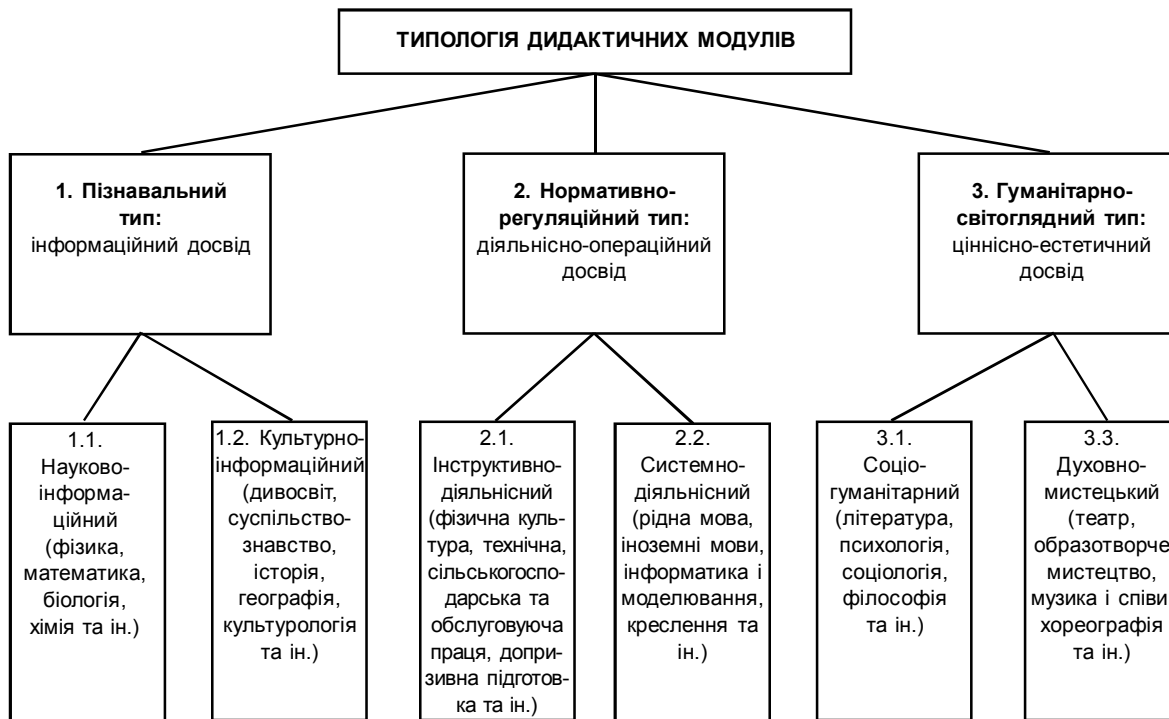 ТИПОЛОГІЯ ДИДАКТИЧНИХ МОДУЛІВ
1. Пізнавальний
тип:
інформаційний досвід
2. Нормативно-
регуляційний тип:
діяльнісно-операційний
досвід
3. Гуманітарно-
світоглядний тип:
ціннісно-естетичний
досвід
1.1.
Науково-
інформа-
ційний
(фізика,
математика,
біологія,
хімія та ін.)
1.2. Культурно-
інформаційний
(дивосвіт,
суспільство-
знавство,
історія,
географія,
культурологія
та ін.)
2.1.
Інструктивно-
діяльнісний
(фізична куль-
тура, технічна,
сільськогоспо-
дарська та
обслуговуюча
праця, допри-
зивна підготов-
ка та ін.)
2.2.
Системно-
діяльнісний
(рідна мова,
іноземні мови,
інформатика і
моделювання,
креслення та
ін.)
3.1.
Соціо-
гуманітарний
(література,
психологія,
соціологія,
філософія
та ін.)
3.3.
Духовно-
мистецький
(театр,
образотворче
мистецтво,
музика і співи,
хореографія
та ін.)